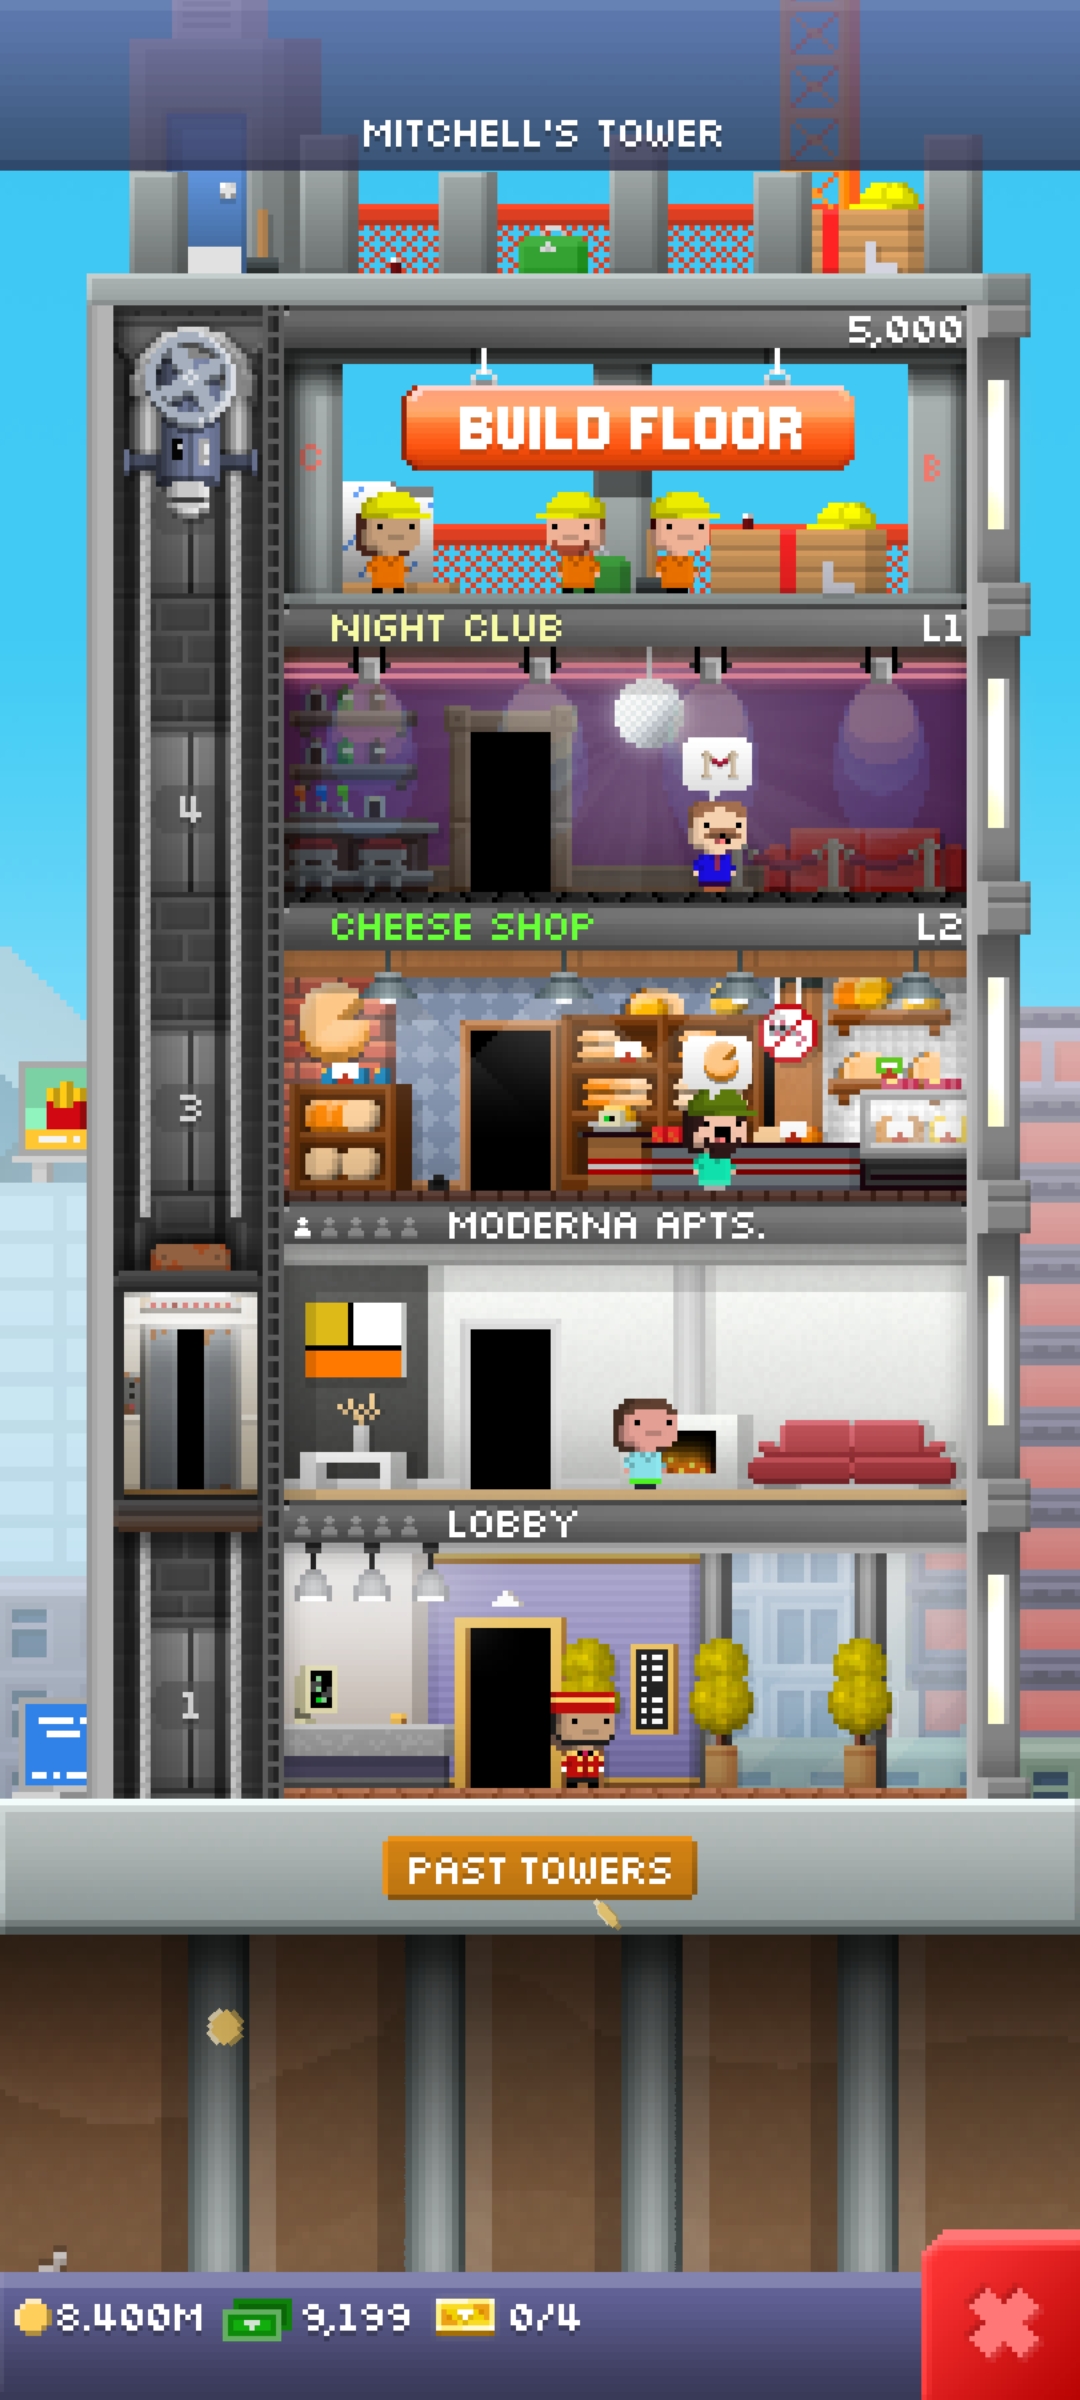 MITCHELL'S TOWER
5,000
BUILD FLOOR
C
B
NIGHT CLUB L1
4
M
CHEESE SHOP L2
3
MODERNA APTS.
LOBBY
1
PAST TOWERS
8.400M 9,199 0/4